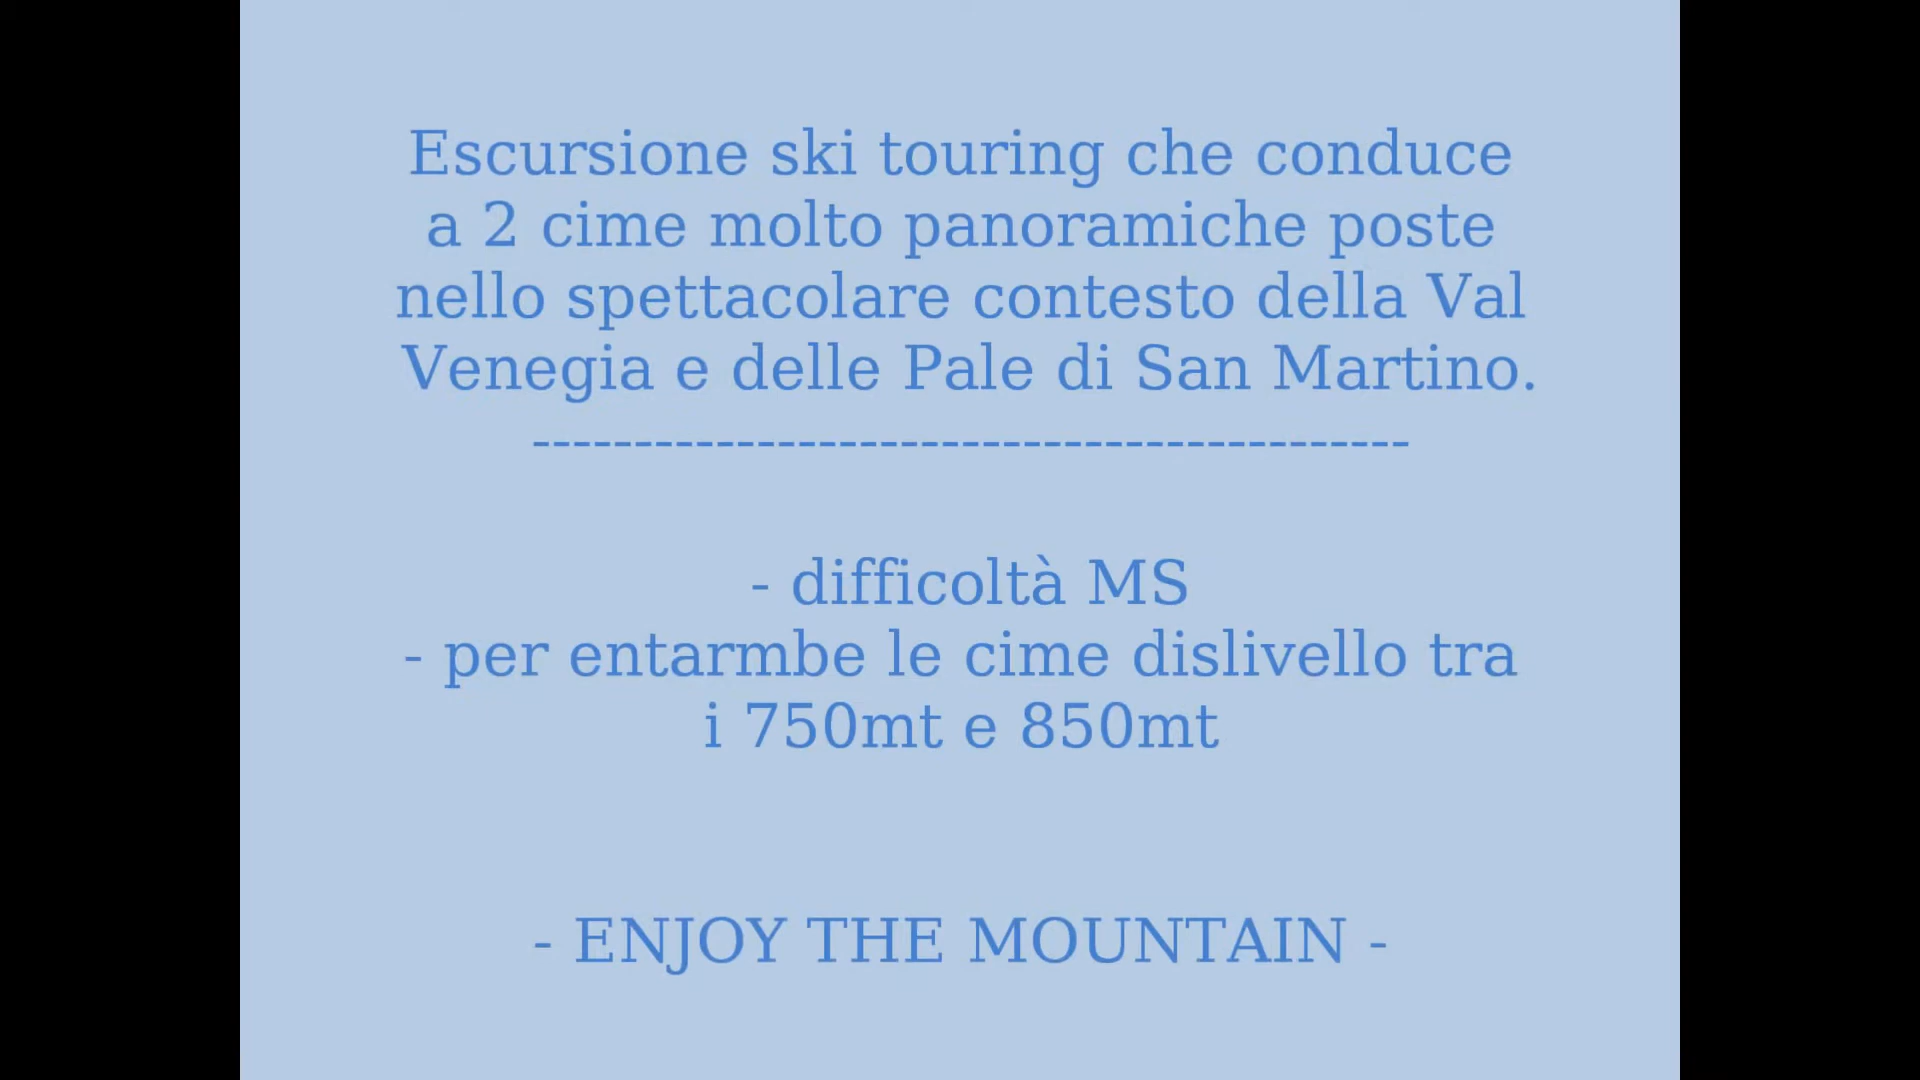 Escursione ski touring che conduce
a 2 cime molto panoramiche poste
nello spettacolare contesto della Val
Venegia e delle Pale di San Martino.
-------------------------------------------
- difficoltà MS
- per entarmbe le cime dislivello tra
i 750mt e 850mt
- ENJOY THE MOUNTAIN -